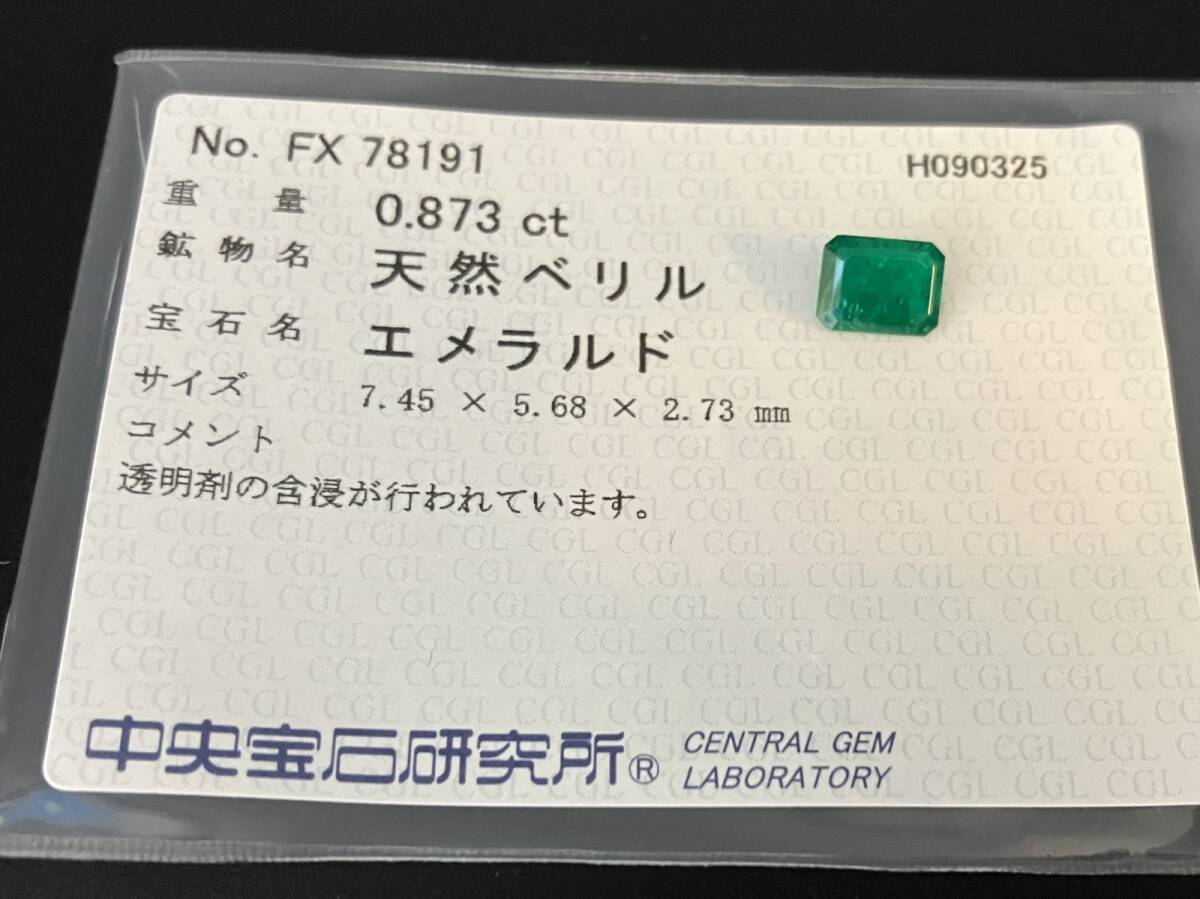 No. FX 78191
H090325
重量 0.873 ct
鉱物名 天然ベリル
宝石名 エメラルド
サイズ 7.45 × 5.68 × 2.73 mm
コメント
透明剤の含浸が行われています。
中央宝石研究所® CENTRAL GEM
LABORATORY